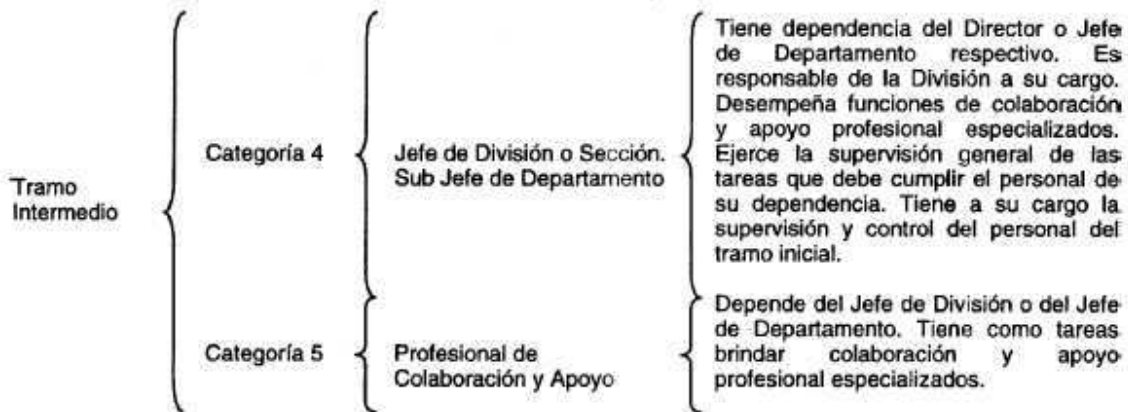 Tramo
Intermedio
Categoría 4
Jefe de División o Sección.
Sub Jefe de Departamento
Tiene dependencia del Director o Jefe
de Departamento respectivo. Es
responsable de la División a su cargo.
Desempeña funciones de colaboración
y apoyo profesional especializados.
Ejerce la supervisión general de las
tareas que debe cumplir el personal de
su dependencia. Tiene a su cargo la
supervisión y control del personal del
tramo inicial.
Categoría 5
Profesional de
Colaboración y Apoyo
Depende del Jefe de División o del Jefe
de Departamento. Tiene como tareas
brindar colaboración y apoyo
profesional especializados.